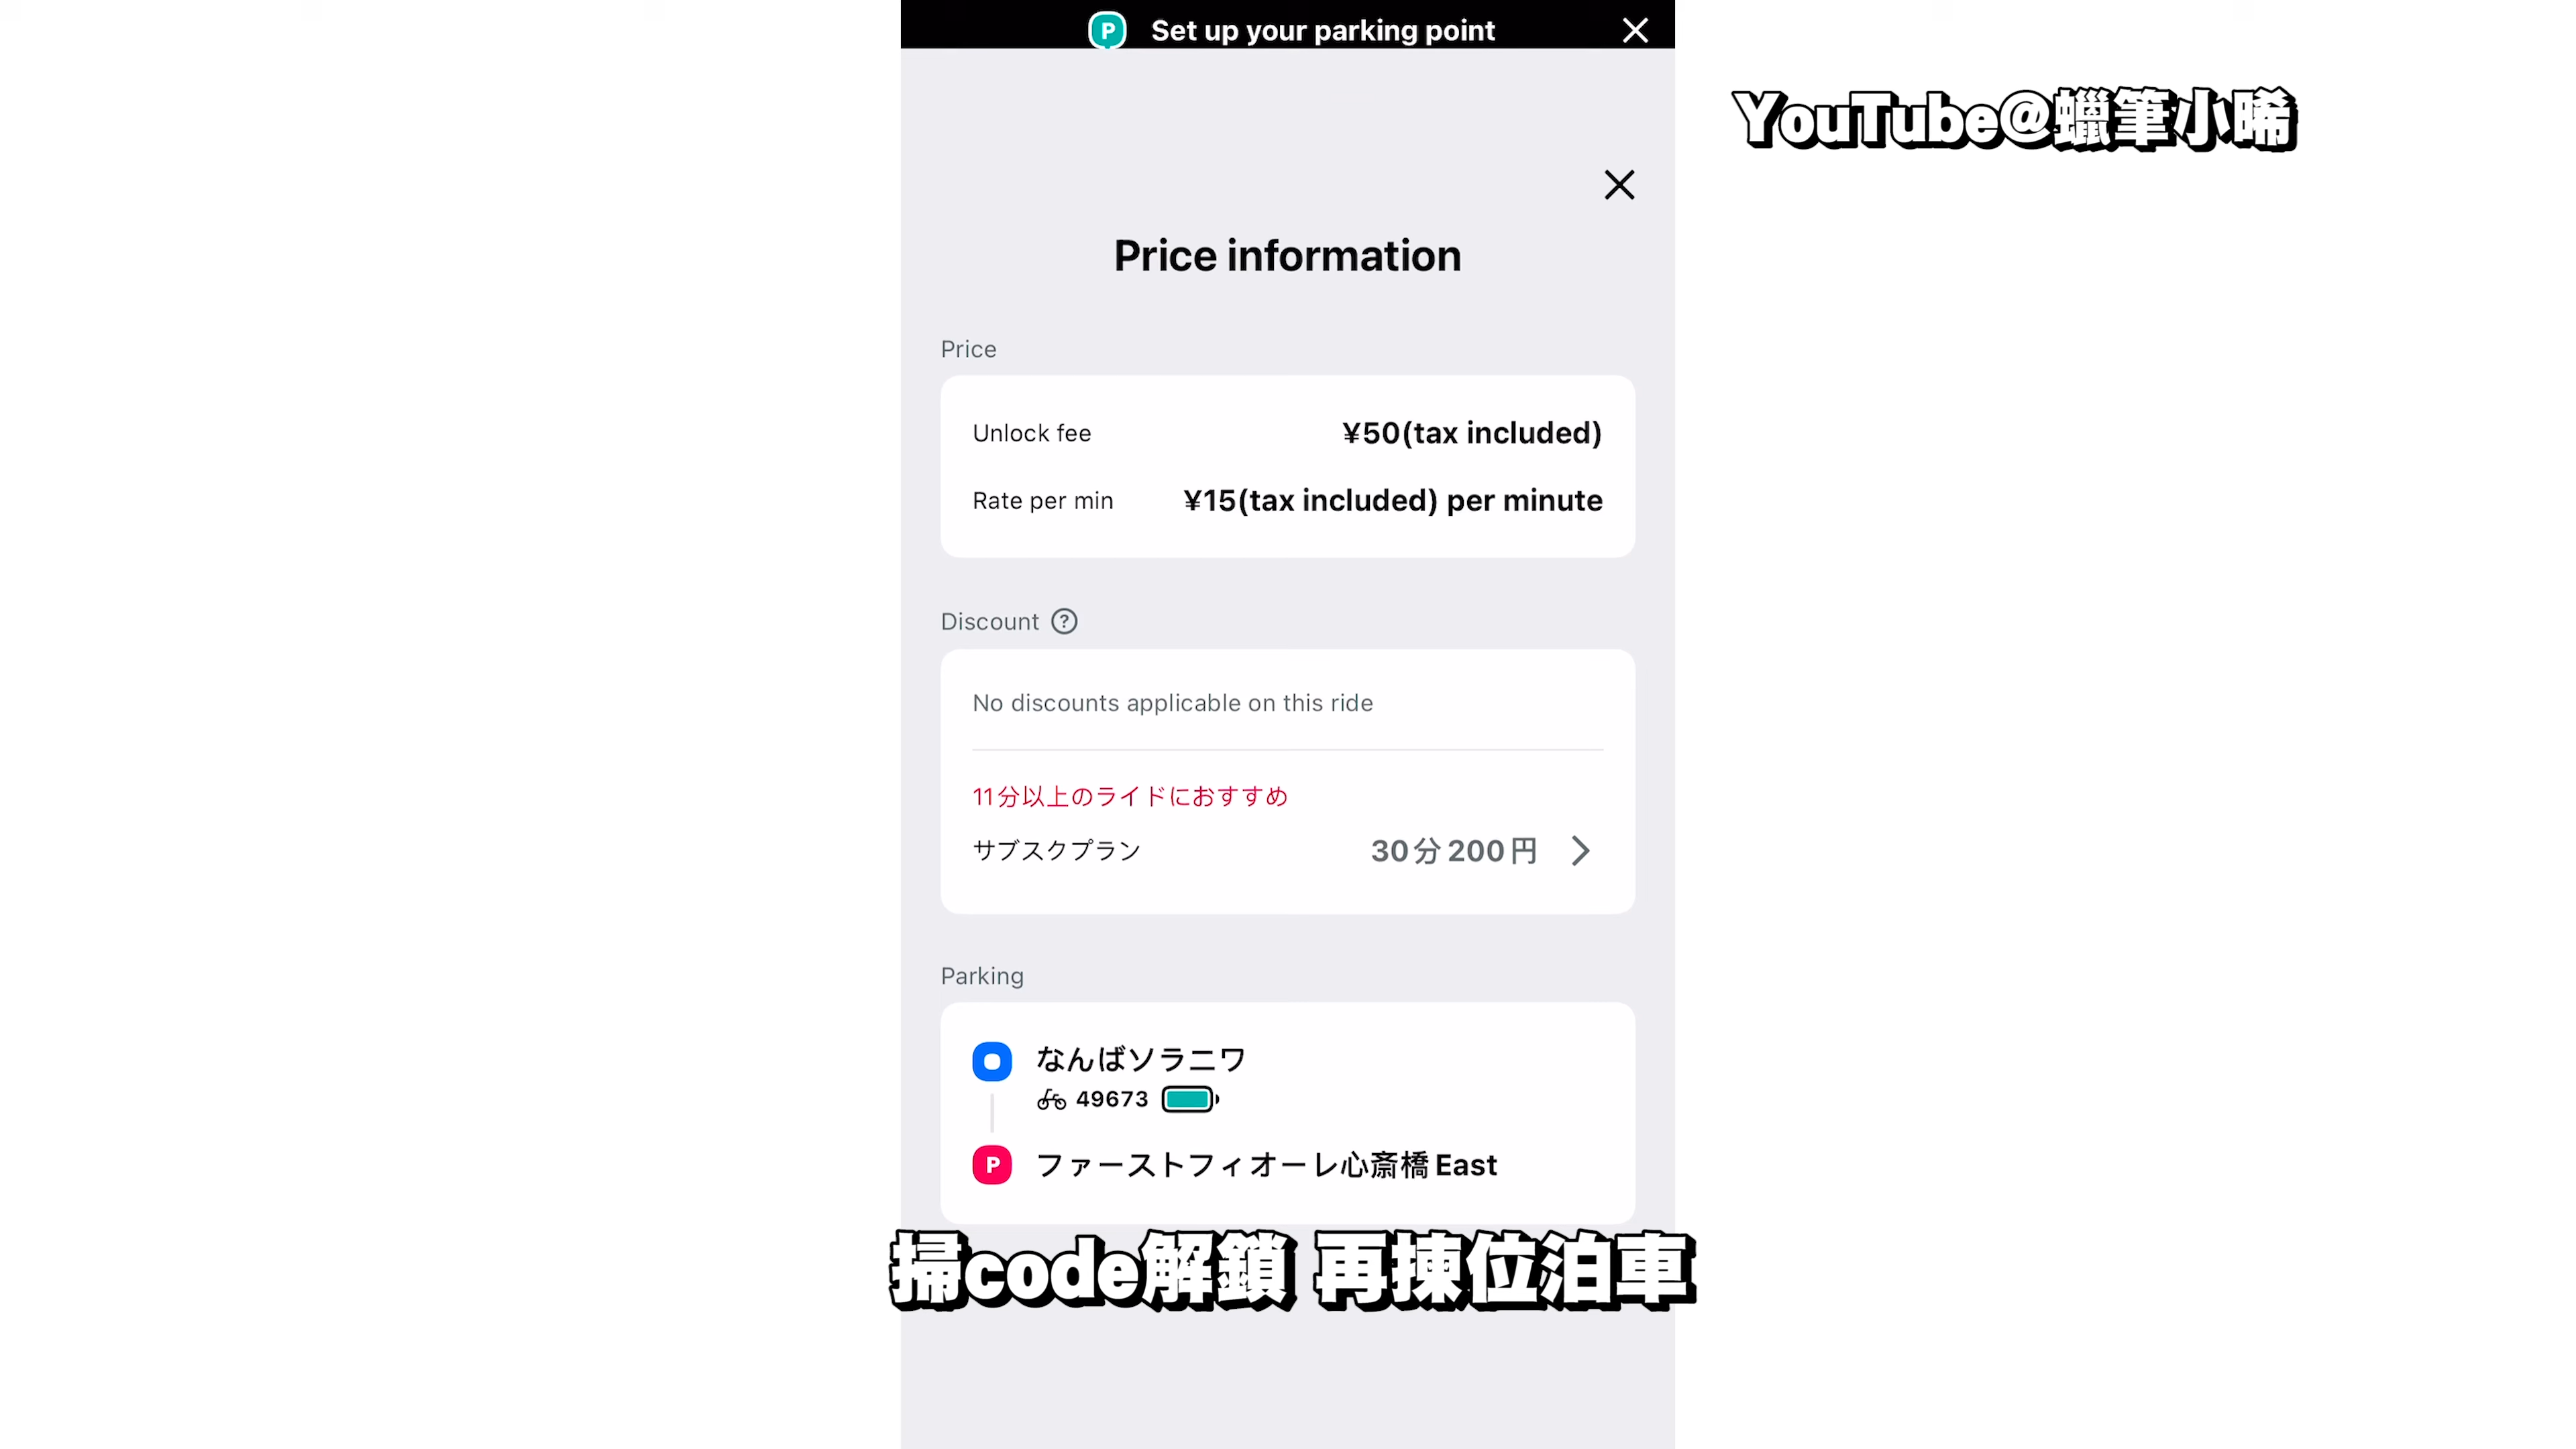 P Set up your parking point
YouTube@蠟筆小晞
Price information
Price
Unlock fee ¥50(tax included)
Rate per min ¥15(tax included) per minute
Discount ?
No discounts applicable on this ride
11分以上のライドにおすすめ
サブスクプラン 30分200円
Parking
なんばソラニワ
49673
P ファーストフィオーレ心斎橋East
掃code解鎖 再揀位泊車